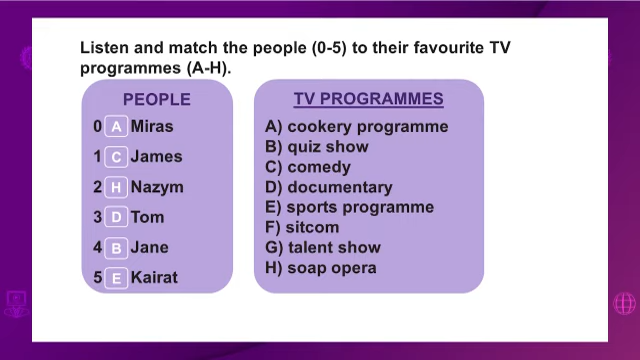 Listen and match the people (0-5) to their favourite TV
programmes (A-H).
PEOPLE
0 A Miras
1 C James
2 H Nazym
3 D Tom
4 B Jane
5 E Kairat
TV PROGRAMMES
A) cookery programme
B) quiz show
C) comedy
D) documentary
E) sports programme
F) sitcom
G) talent show
H) soap opera